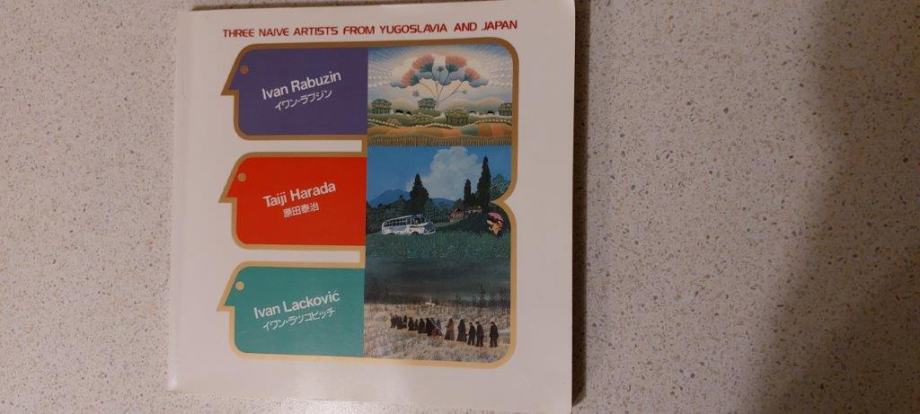 THREE NAIVE ARTISTS FROM YUGOSLAVIA AND JAPAN
Ivan Rabuzin
イワン・ラブジン
Taiji Harada
原田泰治
Ivan Lacković
イワン・ラツコビッチ